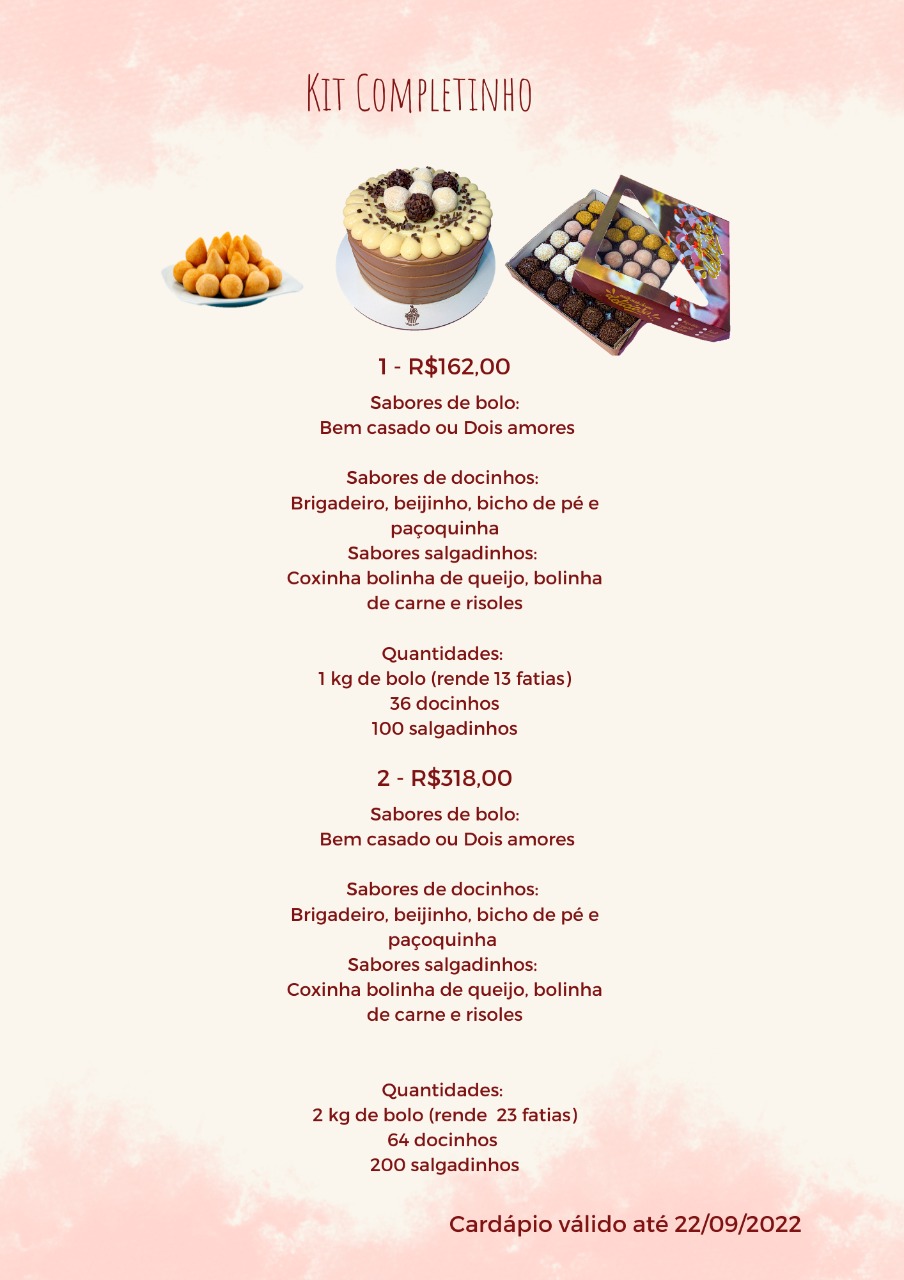 Kit Completinho
1 - R$162,00
Sabores de bolo:
Bem casado ou Dois amores
Sabores de docinhos:
Brigadeiro, beijinho, bicho de pé e
paçoquinha
Sabores salgadinhos:
Coxinha bolinha de queijo, bolinha
de carne e risoles
Quantidades:
1 kg de bolo (rende 13 fatias)
36 docinhos
100 salgadinhos
2 - R$318,00
Sabores de bolo:
Bem casado ou Dois amores
Sabores de docinhos:
Brigadeiro, beijinho, bicho de pé e
paçoquinha
Sabores salgadinhos:
Coxinha bolinha de queijo, bolinha
de carne e risoles
Quantidades:
2 kg de bolo (rende  23 fatias)
64 docinhos
200 salgadinhos
Cardápio válido até 22/09/2022